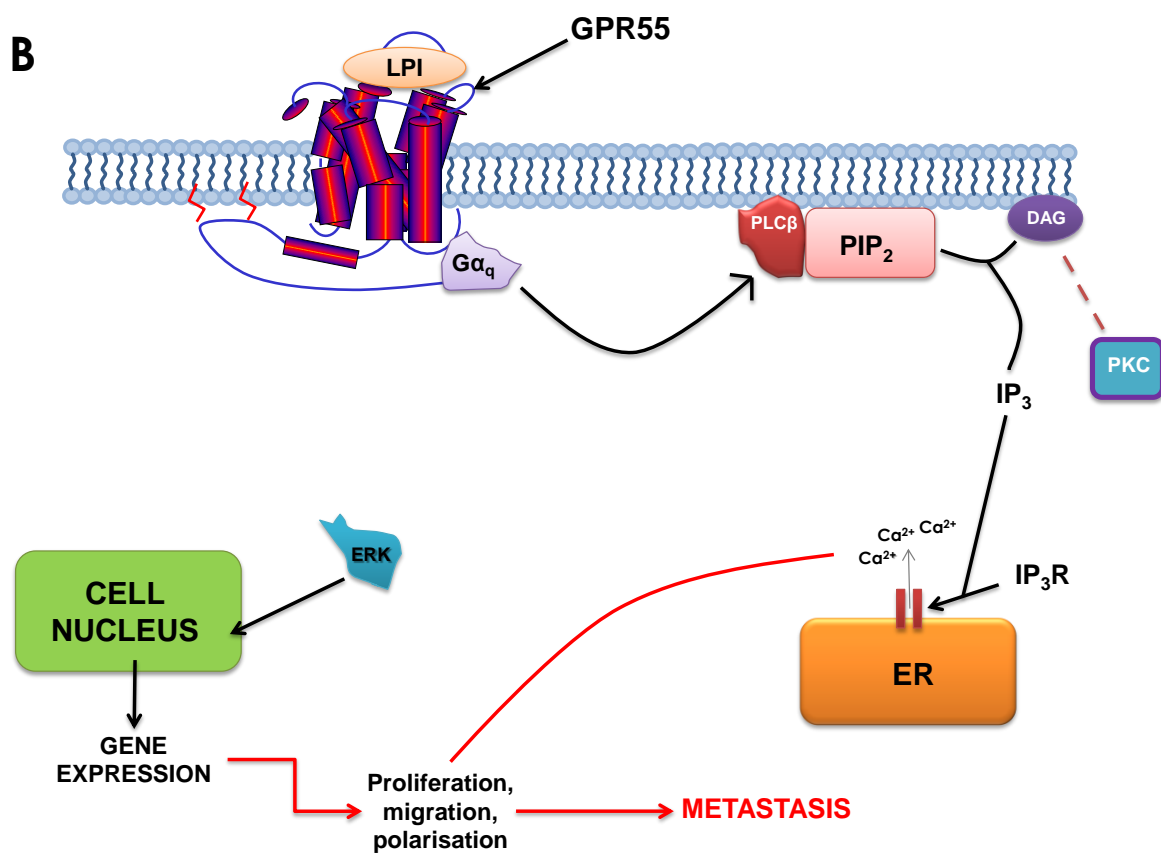 B
GPR55
LPI
PLCβ
PIP₂
DAG
Gαq
PKC
IP₃
Ca²⁺ Ca²⁺
Ca²⁺
IP₃R
ERK
CELL
NUCLEUS
ER
GENE
EXPRESSION
Proliferation,
migration,
polarisation
METASTASIS